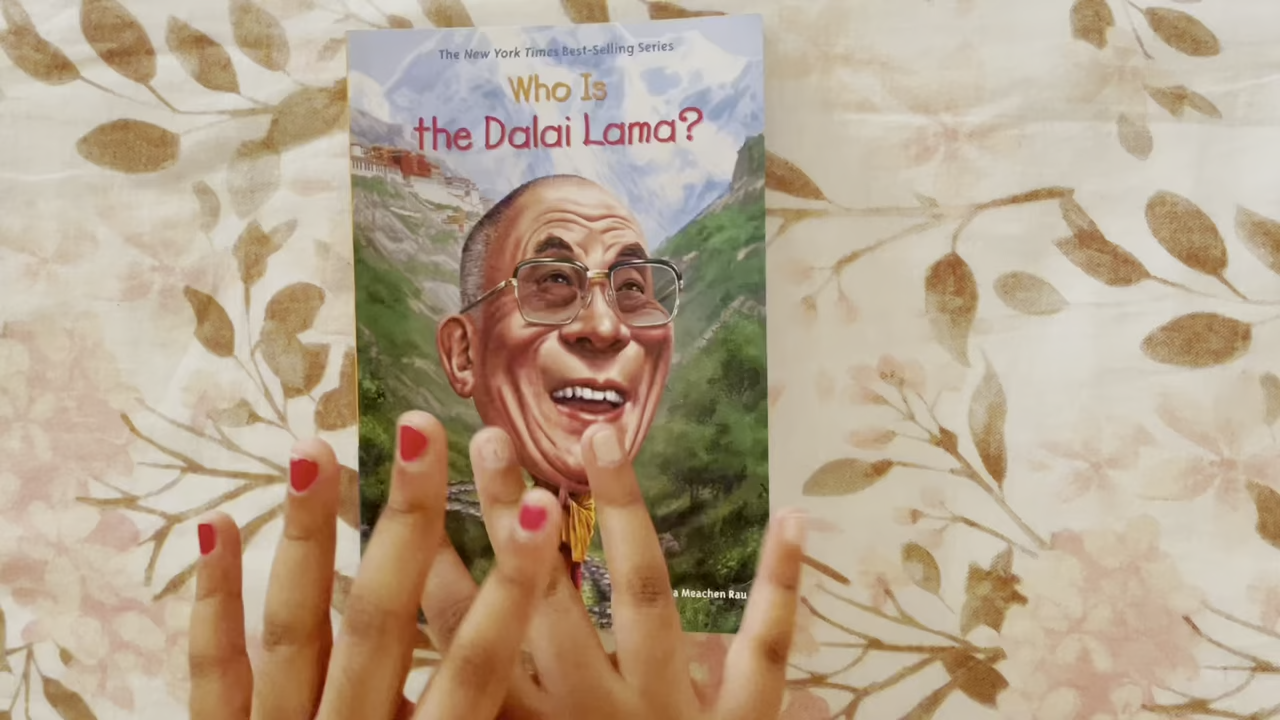 The New York Times Best-Selling Series
Who Is
the Dalai Lama?
Meachen Rau